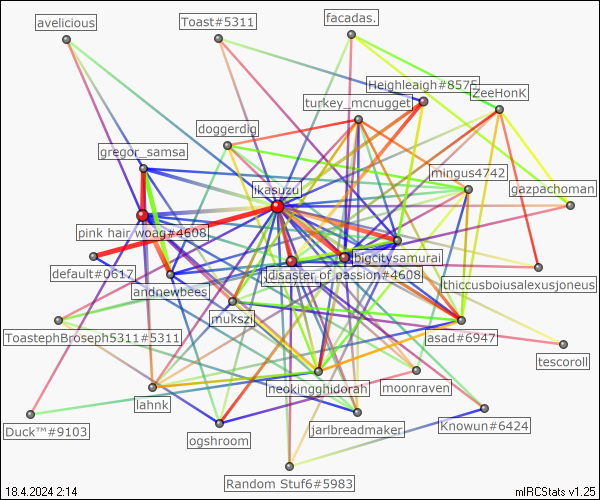 avelicious
Toast#5311
facadas.
Heighleaigh#8575
ZeeHonK
turkey_mcnugget
doggerdig
gregor_samsa
mingus4742
ikasuzu
gazpachoman
pink hair woag#4608
bigcitysamurai
default#0617
disaster of passion#4608
andnewbees
thiccusboiusalexusjoneus
mukszi
ToastephBroseph5311#5311
asad#6947
tescoroll
neokingghidorah
moonraven
lahnk
Duck™#9103
jarlbreadmaker
Knowun#6424
ogshroom
Random Stuf6#5983
18.4.2024 2:14
mIRCStats v1.25